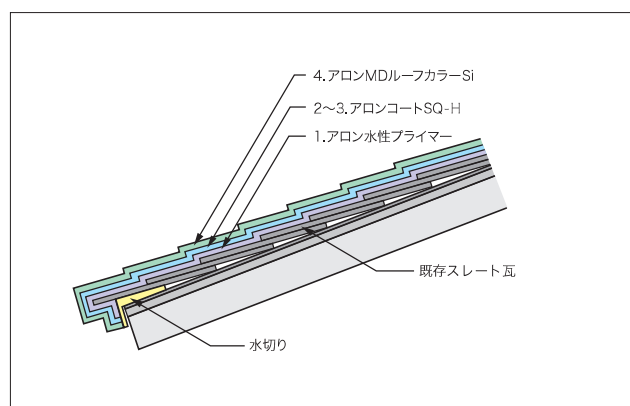 4.アロンMDルーフカラーSi
2〜3.アロンコートSQ-H
1.アロン水性プライマー
既存スレート瓦
水切り